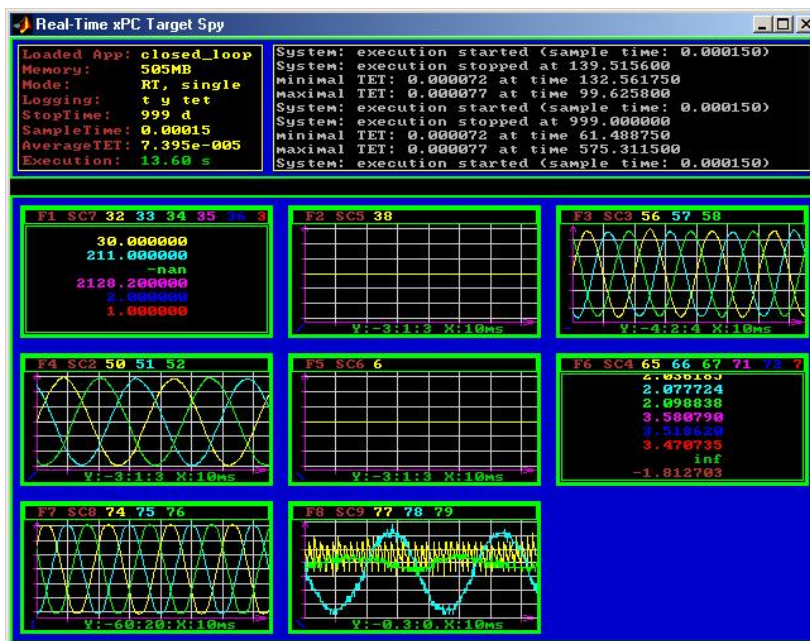 Real-Time xPC Target Spy
Loaded App: closed_loop
Memory: 505MB
Mode: RT, single
Logging: t y tet
StopTime: 999 d
SampleTime: 0.00015
AverageTET: 7.395e-005
Execution: 13.60 s
System: execution started (sample time: 0.000150)
System: execution stopped at 139.515600
minimal TET: 0.000072 at time 132.561750
maximal TET: 0.000077 at time 99.625800
System: execution started (sample time: 0.000150)
System: execution stopped at 999.000000
minimal TET: 0.000072 at time 61.488750
maximal TET: 0.000077 at time 575.311500
System: execution started (sample time: 0.000150)
F1 SC7 32 33 34 35 36 3
30.000000
211.000000
-nan
2128.200000
2.000000
1.000000
F2 SC5 38
Y:-3:1:3 X:10ms
F3 SC3 56 57 58
Y:-4:2:4 X:10ms
F4 SC2 50 51 52
Y:-3:1:3 X:10ms
F5 SC6 6
Y:-3:1:3 X:10ms
F6 SC4 65 66 67 71 7
2.077724
2.098838
3.580790
3.518620
3.470735
inf
-1.812703
F7 SC8 74 75 76
Y:-60:20: X:10ms
F8 SC9 77 78 79
Y:-0.3:0. X:10ms